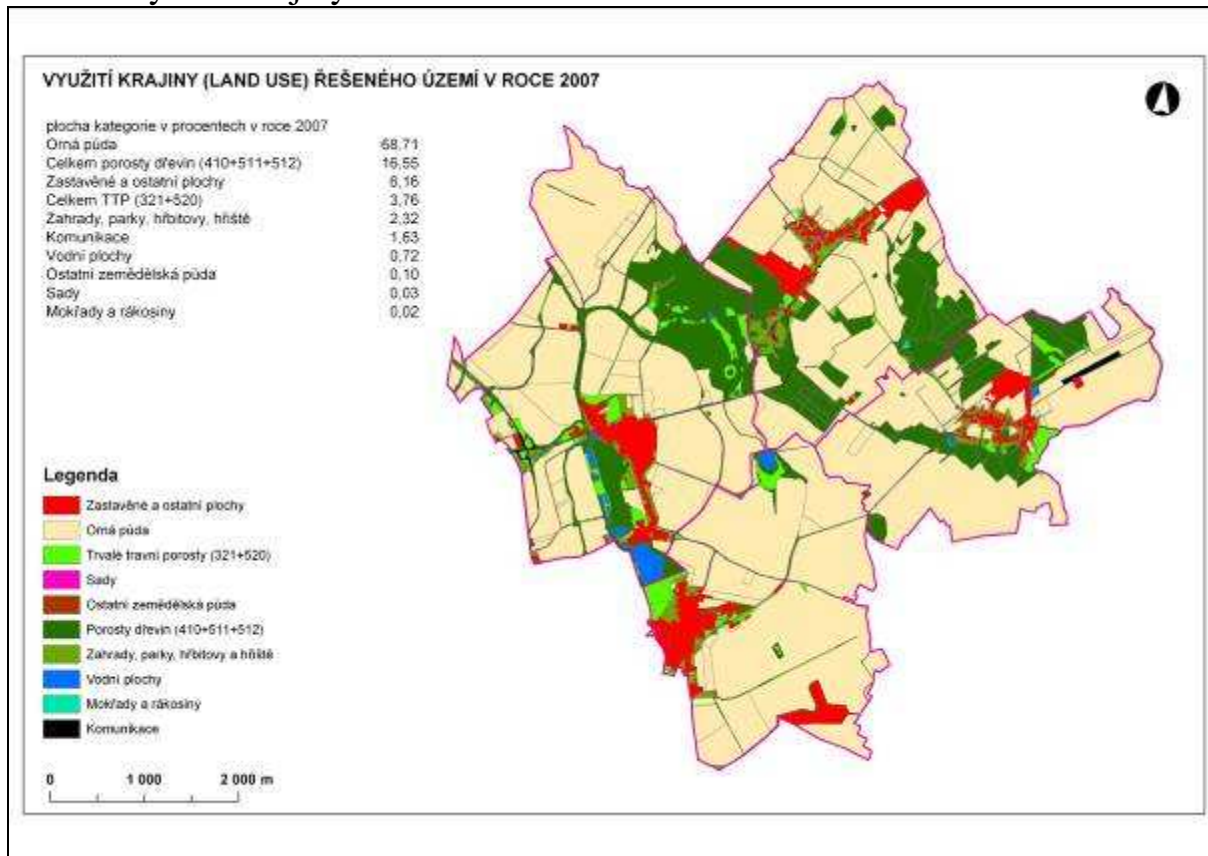 VYUŽITÍ KRAJINY (LAND USE) ŘEŠENÉHO ÚZEMÍ V ROCE 2007
plocha kategorie v procentech v roce 2007
Orná půda 68,71
Celkem porosty dřevin (410+511+512) 16,55
Zastavěné a ostatní plochy 6,16
Celkem TTP (321+520) 3,76
Zahrady, parky, hřbitovy, hřiště 2,32
Komunikace 1,63
Vodní plochy 0,72
Ostatní zemědělská půda 0,10
Sady 0,03
Mokřady a rákosiny 0,02
Legenda
Zastavěné a ostatní plochy
Orná půda
Trvalé travní porosty (321+520)
Sady
Ostatní zemědělská půda
Porosty dřevin (410+511+512)
Zahrady, parky, hřbitovy a hřiště
Vodní plochy
Mokřady a rákosiny
Komunikace
0 1 000 2 000 m